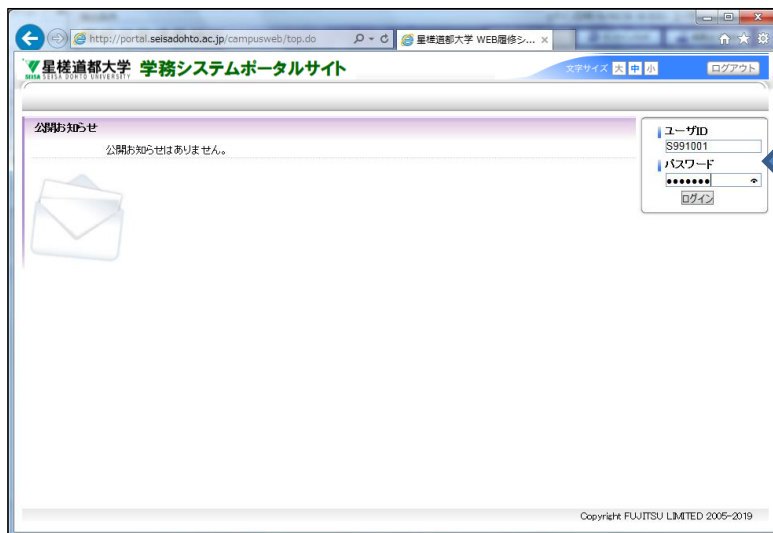 http://portal.seisadohto.ac.jp/campusweb/top.do
星槎道都大学 WEB履修シ...
星槎道都大学 学務システムポータルサイト
SEISA DOHTO UNIVERSITY
文字サイズ 大 中 小
ログアウト
公開お知らせ
公開お知らせはありません。
ユーザID
S991001
パスワード
●●●●●●●
ログイン
Copyright FUJITSU LIMITED 2005-2019